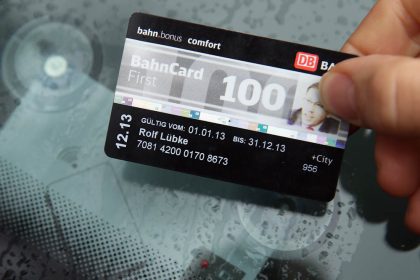 bahn.bonus comfort
DB BA
BahnCard 100
First
12.13
GÜLTIG VOM: 01.01.13 BIS: 31.12.13
Rolf Lübke
7081 4200 0170 8673
+City
956